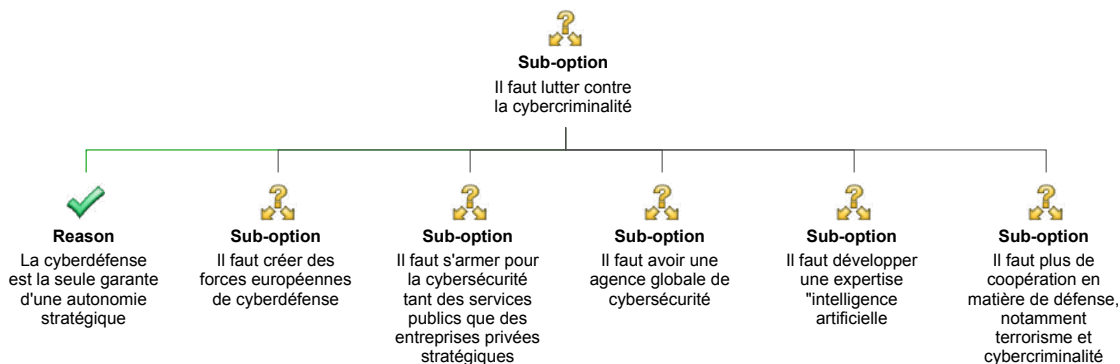 Sub-option
Il faut lutter contre
la cybercriminalité
Reason
La cyberdéfense
est la seule garante
d'une autonomie
stratégique
Sub-option
Il faut créer des
forces européennes
de cyberdéfense
Sub-option
Il faut s'armer pour
la cybersécurité
tant des services
publics que des
entreprises privées
stratégiques
Sub-option
Il faut avoir une
agence globale de
cybersécurité
Sub-option
Il faut développer
une expertise
"intelligence
artificielle
Sub-option
Il faut plus de
coopération en
matière de défense,
notamment
terrorisme et
cybercriminalité